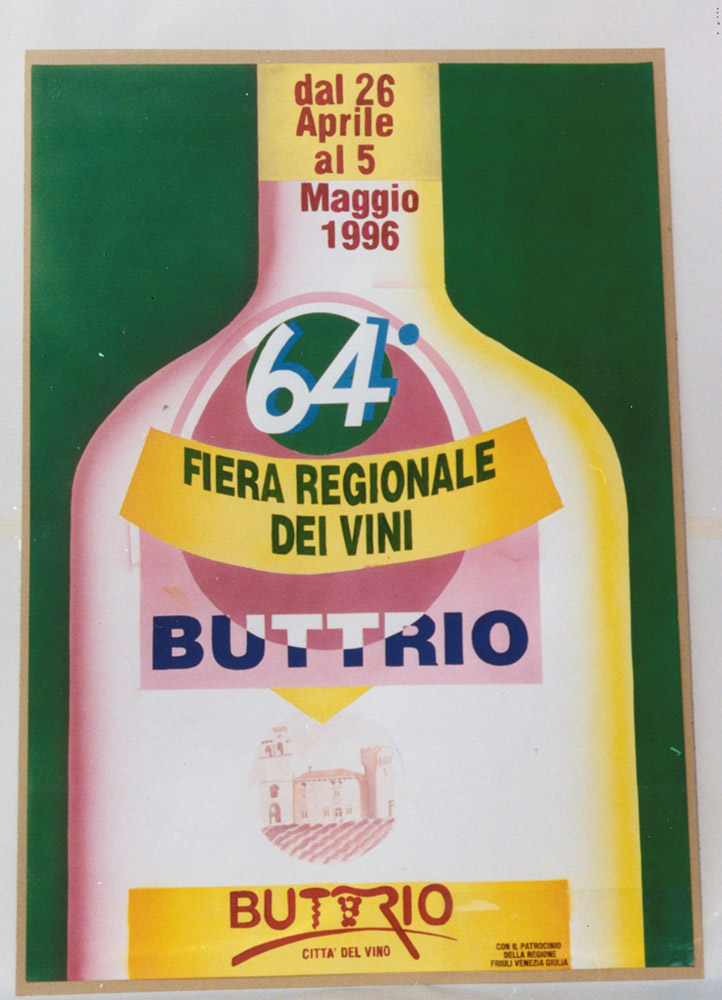 dal 26
Aprile
al 5
Maggio
1996
64°
FIERA REGIONALE
DEI VINI
BUTTRIO
BUTTRIO
CITTA' DEL VINO
CON IL PATROCINIO
DELLA REGIONE
FRIULI VENEZIA GIULIA